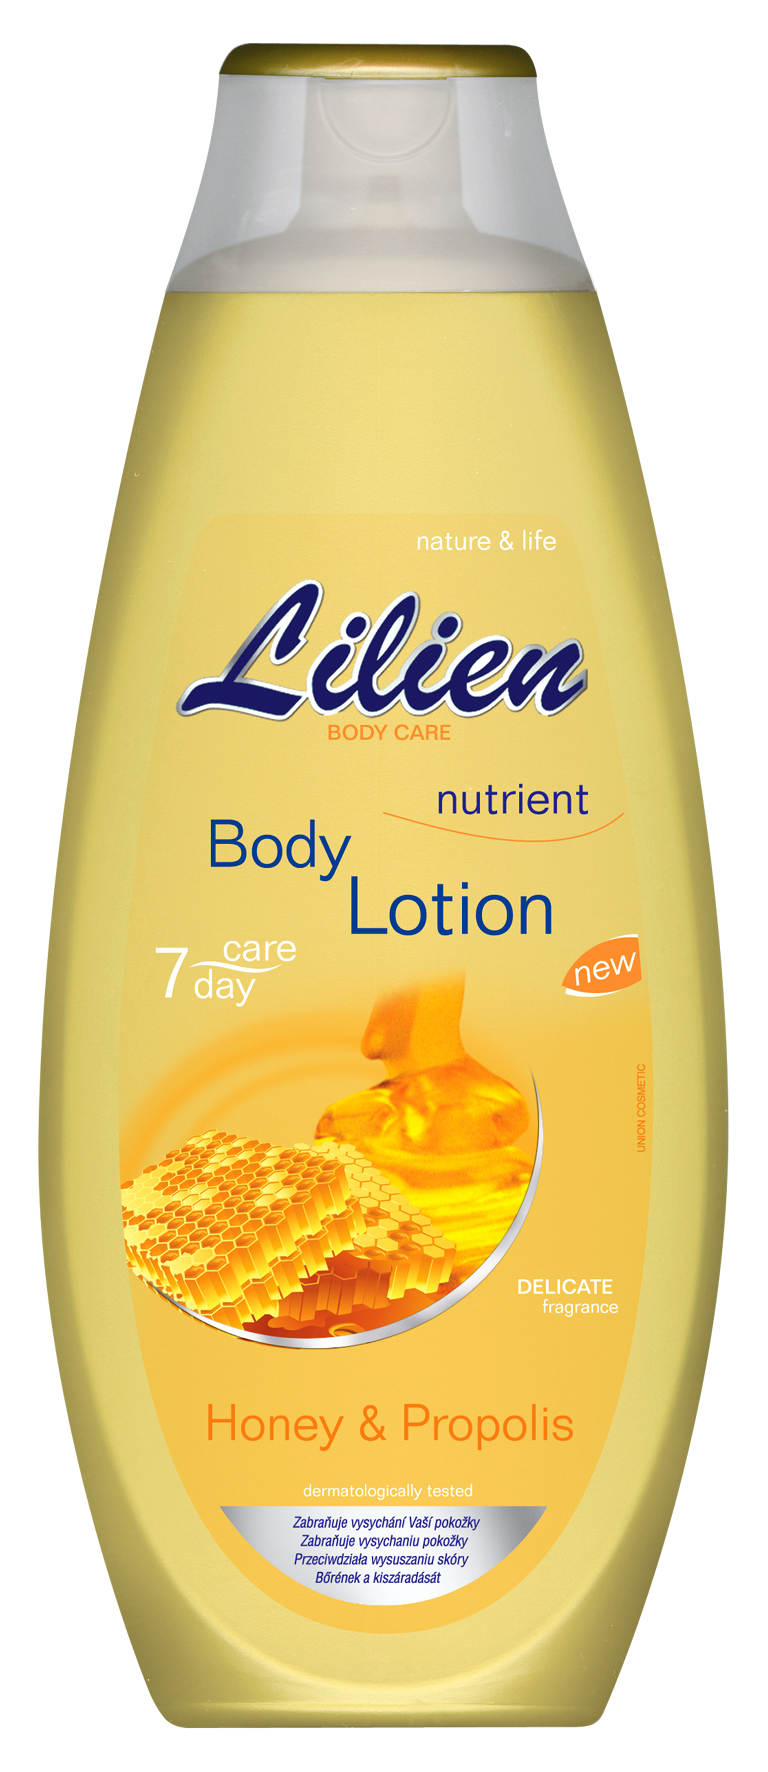 nature & life
Lilien
BODY CARE
nutrient
Body
Lotion
7 care
day
new
UNION COSMETIC
DELICATE
fragrance
Honey & Propolis
dermatologically tested
Zabraňuje vysychání Vaší pokožky
Zabraňuje vysychaniu pokožky
Przeciwdziała wysuszaniu skóry
Bőrének a kiszáradását